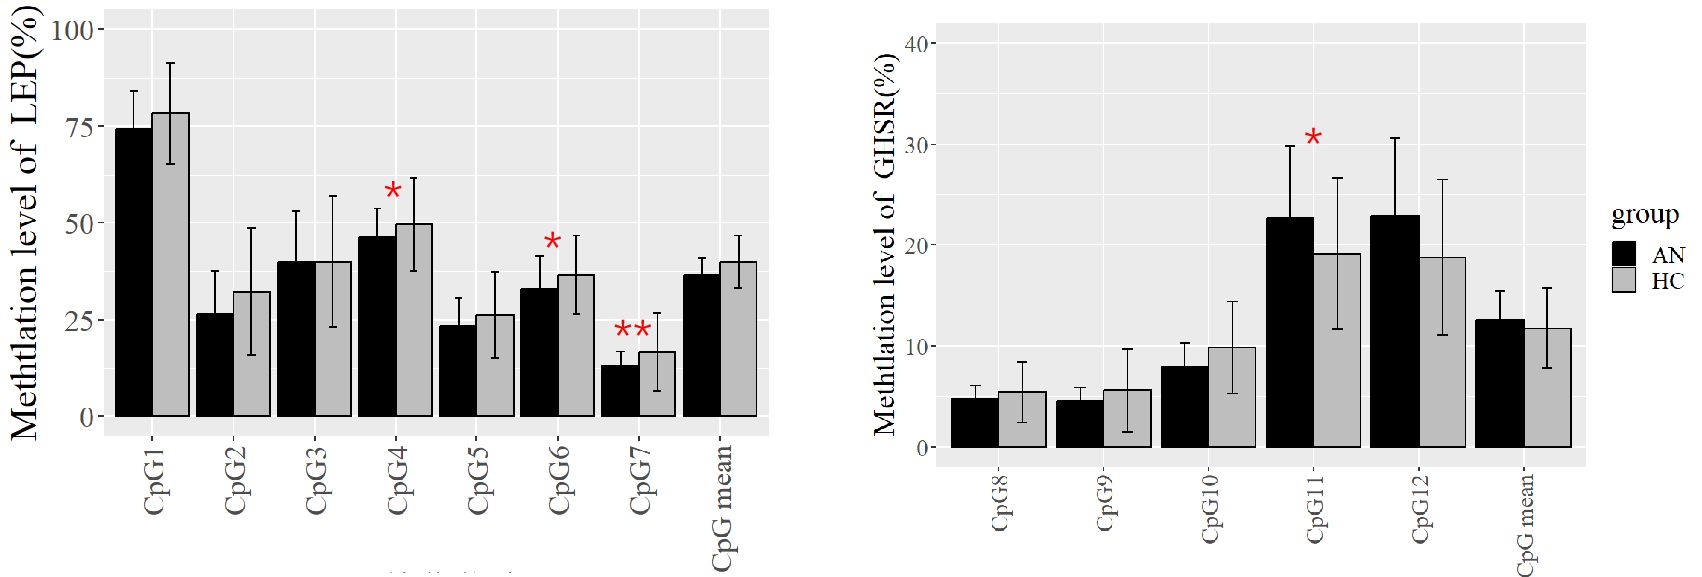 Methtlation level of LEP(%)
100
75
50
25
0
*
*
**
CpG1
CpG2
CpG3
CpG4
CpG5
CpG6
CpG7
CpG mean
Methtlation level of GHSR(%)
40
30
20
10
0
*
CpG8
CpG9
CpG10
CpG11
CpG12
CpG mean
group
AN
HC